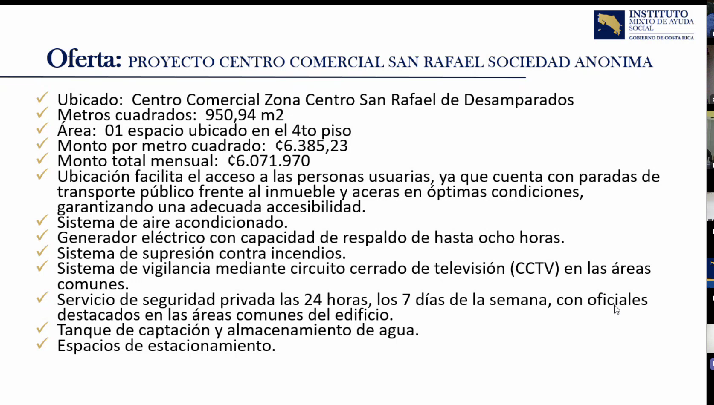 INSTITUTO
MIXTO DE AYUDA
SOCIAL
GOBIERNO DE COSTA RICA
Oferta: PROYECTO CENTRO COMERCIAL SAN RAFAEL SOCIEDAD ANONIMA
✓ Ubicado: Centro Comercial Zona Centro San Rafael de Desamparados
✓ Metros cuadrados: 950,94 m2
✓ Área: 01 espacio ubicado en el 4to piso
✓ Monto por metro cuadrado: ¢6.385,23
✓ Monto total mensual: ¢6.071.970
✓ Ubicación facilita el acceso a las personas usuarias, ya que cuenta con paradas de
transporte público frente al inmueble y aceras en óptimas condiciones,
garantizando una adecuada accesibilidad.
✓ Sistema de aire acondicionado.
✓ Generador eléctrico con capacidad de respaldo de hasta ocho horas.
✓ Sistema de supresión contra incendios.
✓ Sistema de vigilancia mediante circuito cerrado de televisión (CCTV) en las áreas
comunes.
✓ Servicio de seguridad privada las 24 horas, los 7 días de la semana, con oficiales
destacados en las áreas comunes del edificio.
✓ Tanque de captación y almacenamiento de agua.
✓ Espacios de estacionamiento.